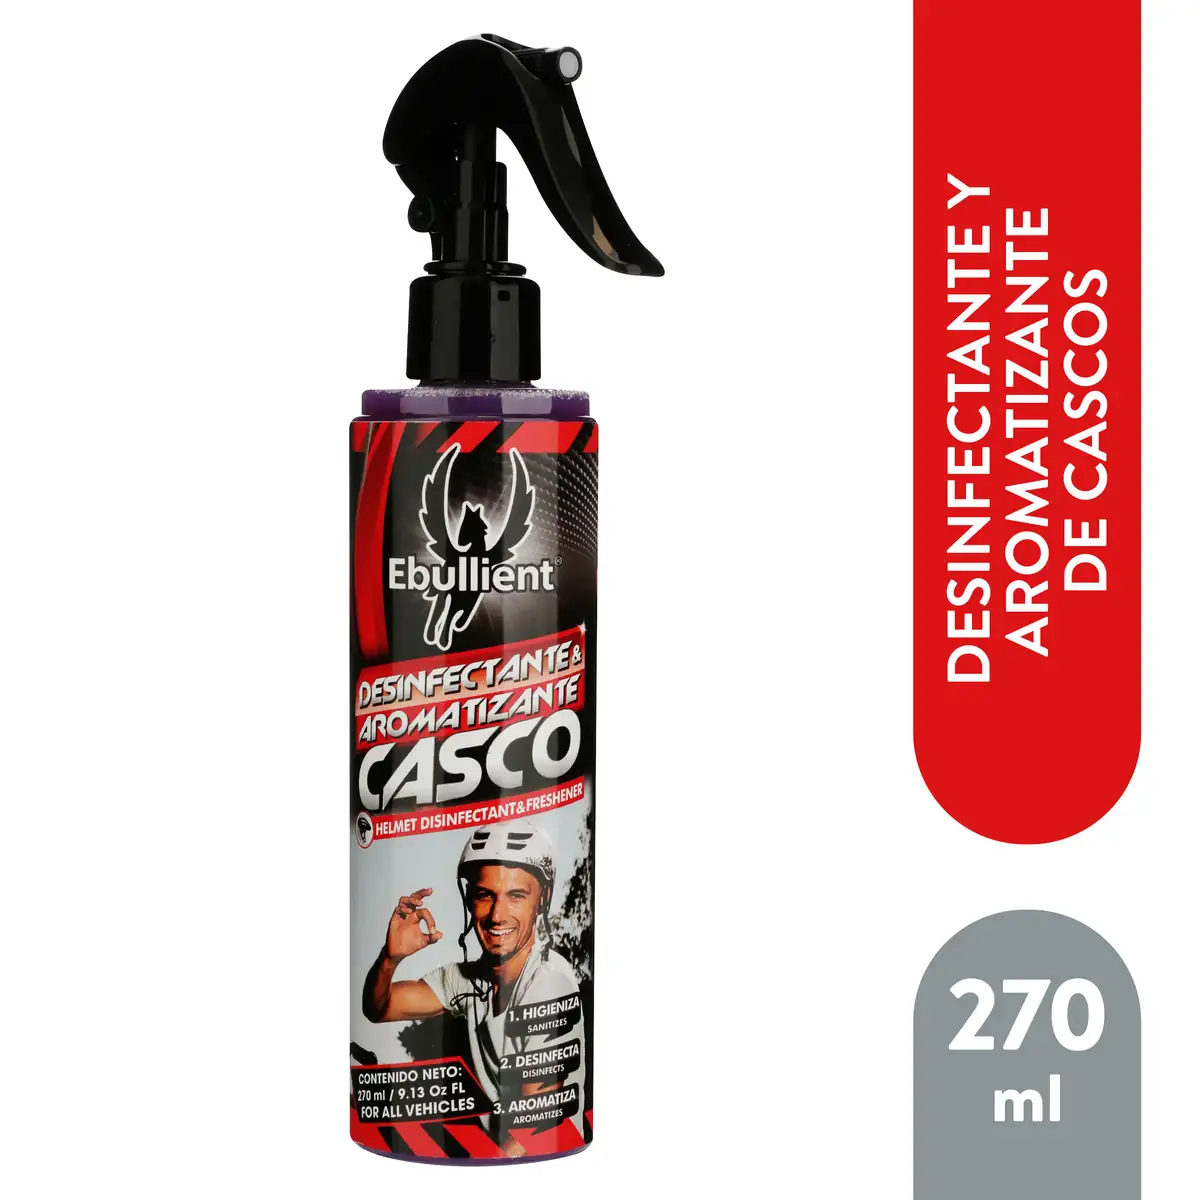 Ebullient®
DESINFECTANTE &
AROMATIZANTE
CASCO
HELMET DISINFECTANT&FRESHENER
1. HIGIENIZA
SANITIZES
2. DESINFECTA
DISINFECTS
3. AROMATIZA
AROMATIZES
CONTENIDO NETO:
270 ml / 9.13 Oz FL
FOR ALL VEHICLES
DESINFECTANTE Y
AROMATIZANTE
DE CASCOS
270
ml